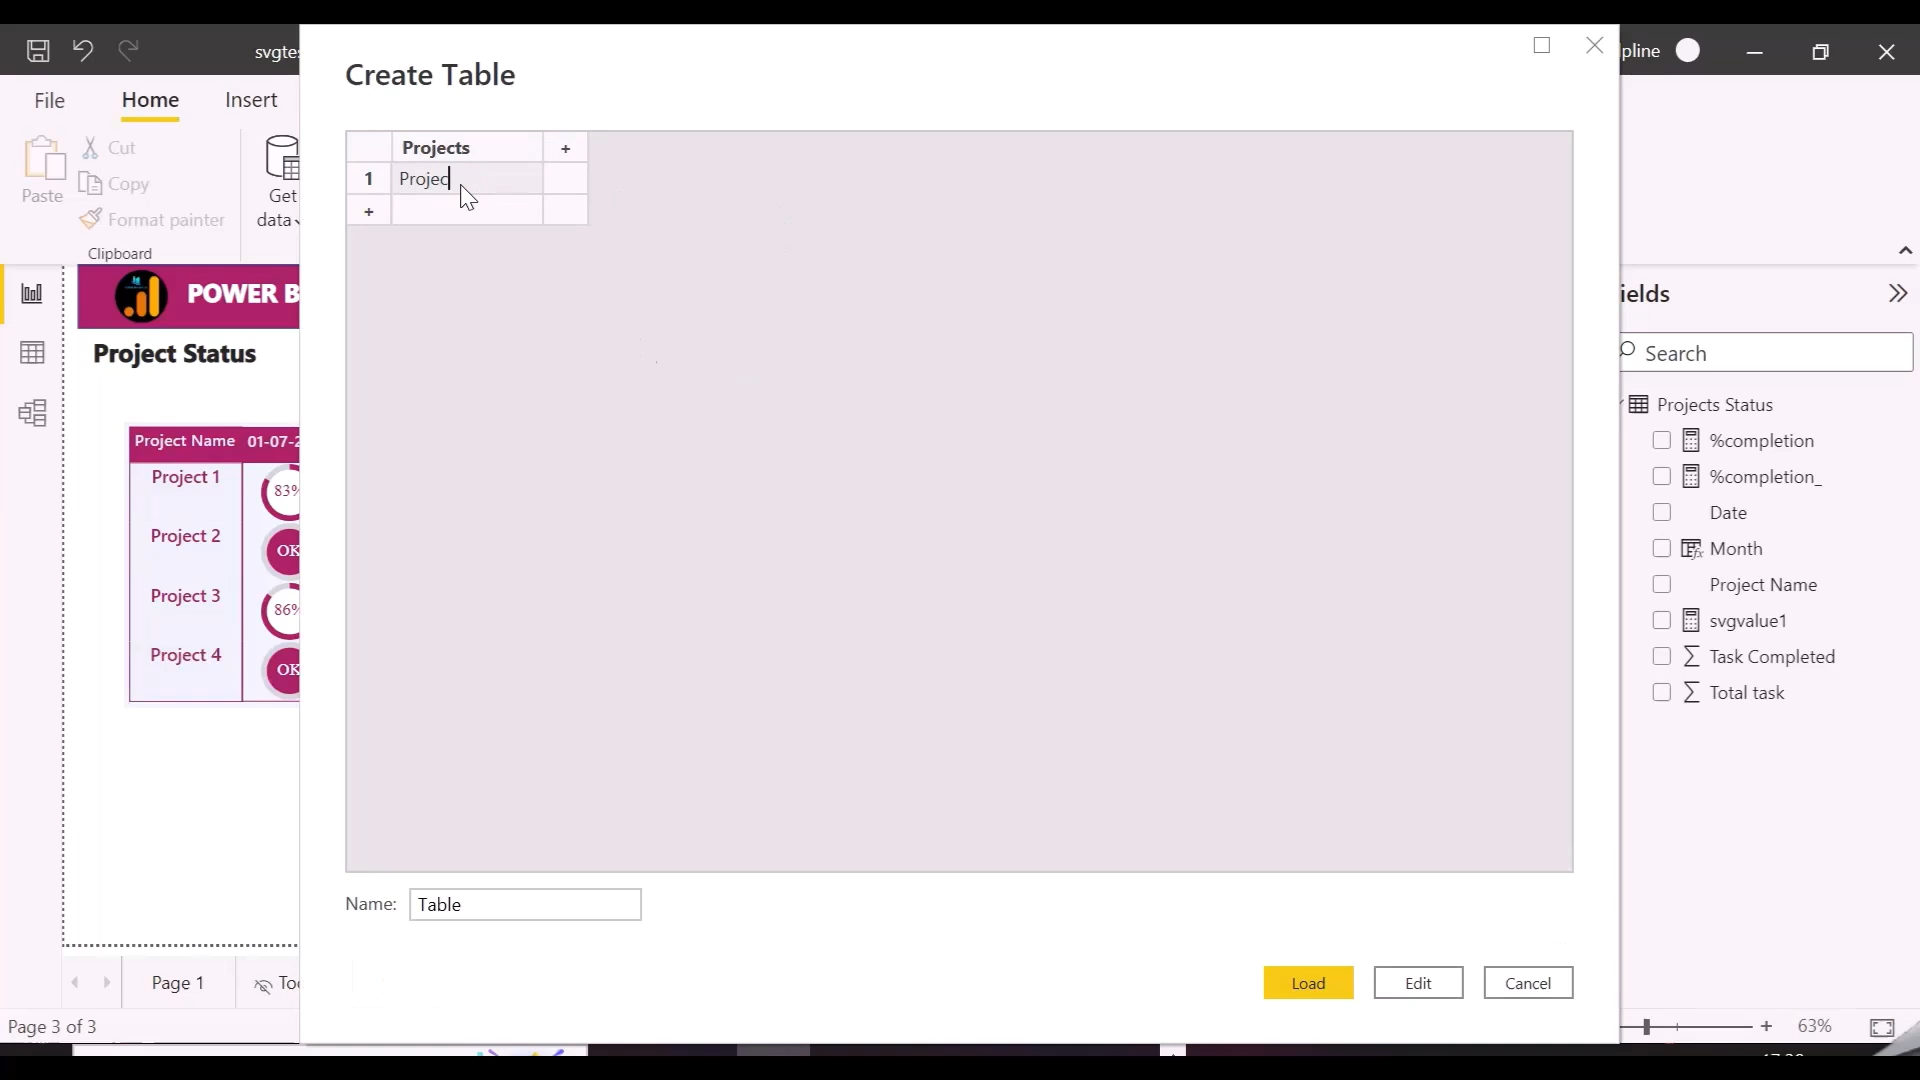 svgtes
pline
Create Table
File
Home
Insert
Projects
+
1
Projec
+
Paste
Cut
Copy
Format painter
Get
data
Clipboard
POWER B
Project Status
Project Name
01-07-2
Project 1
83%
Project 2
OK
Project 3
86%
Project 4
OK
ields
Search
Projects Status
%completion
%completion_
Date
Month
Project Name
svgvalue1
Task Completed
Total task
Name:
Table
Load
Edit
Cancel
Page 1
Too
Page 3 of 3
+
63%